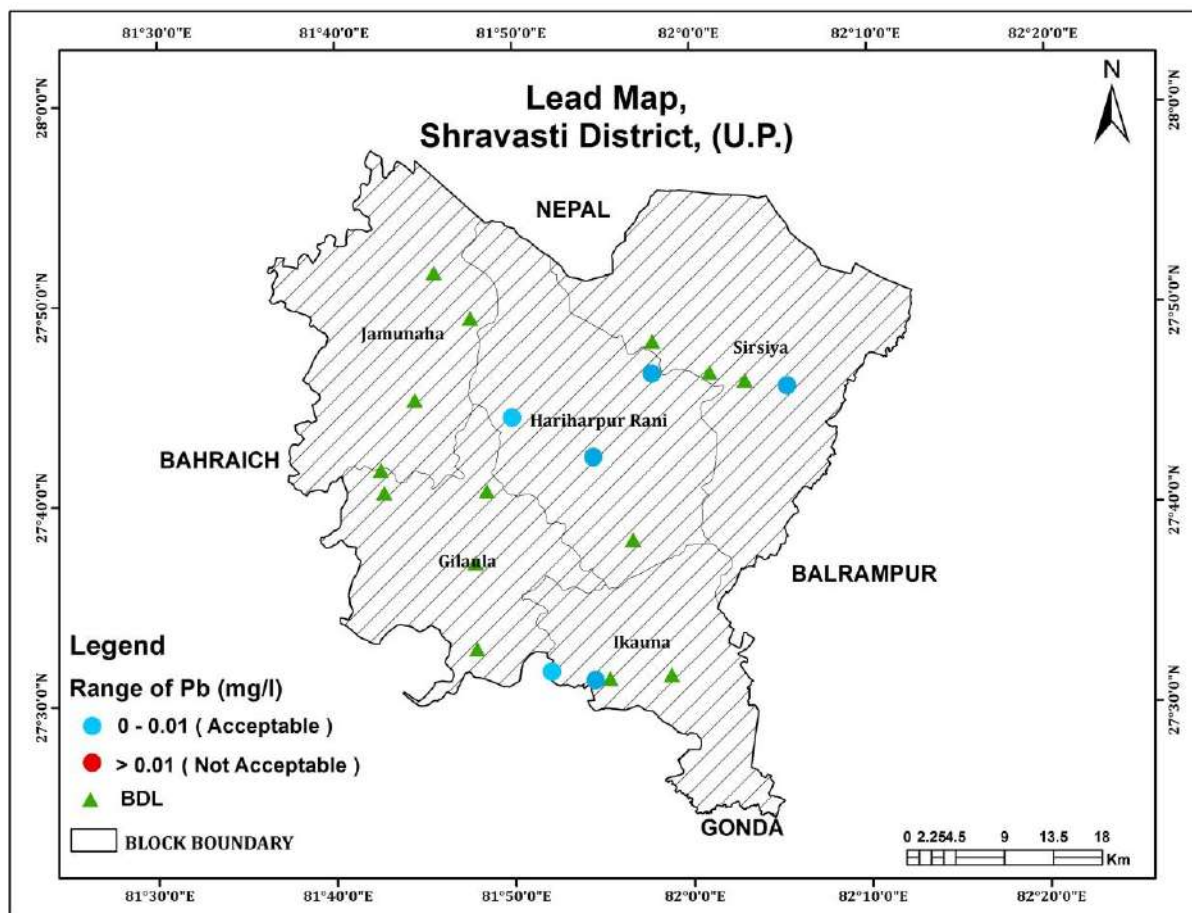 81°30'0"E 81°40'0"E 81°50'0"E 82°0'0"E 82°10'0"E 82°20'0"E
N
Lead Map,
Shravasti District, (U.P.)
28°0'0"N
28°0'0"N
NEPAL
27°50'0"N
27°50'0"N
Jamunaha
Sirsiya
Hariharpur Rani
BAHRAICH
27°40'0"N
27°40'0"N
Gilaula
BALRAMPUR
Ikauna
Legend
Range of Pb (mg/l)
0 - 0.01 ( Acceptable )
> 0.01 ( Not Acceptable )
BDL
BLOCK BOUNDARY
27°30'0"N
27°30'0"N
GONDA
0 2.25 4.5 9 13.5 18
Km
81°30'0"E 81°40'0"E 81°50'0"E 82°0'0"E 82°10'0"E 82°20'0"E